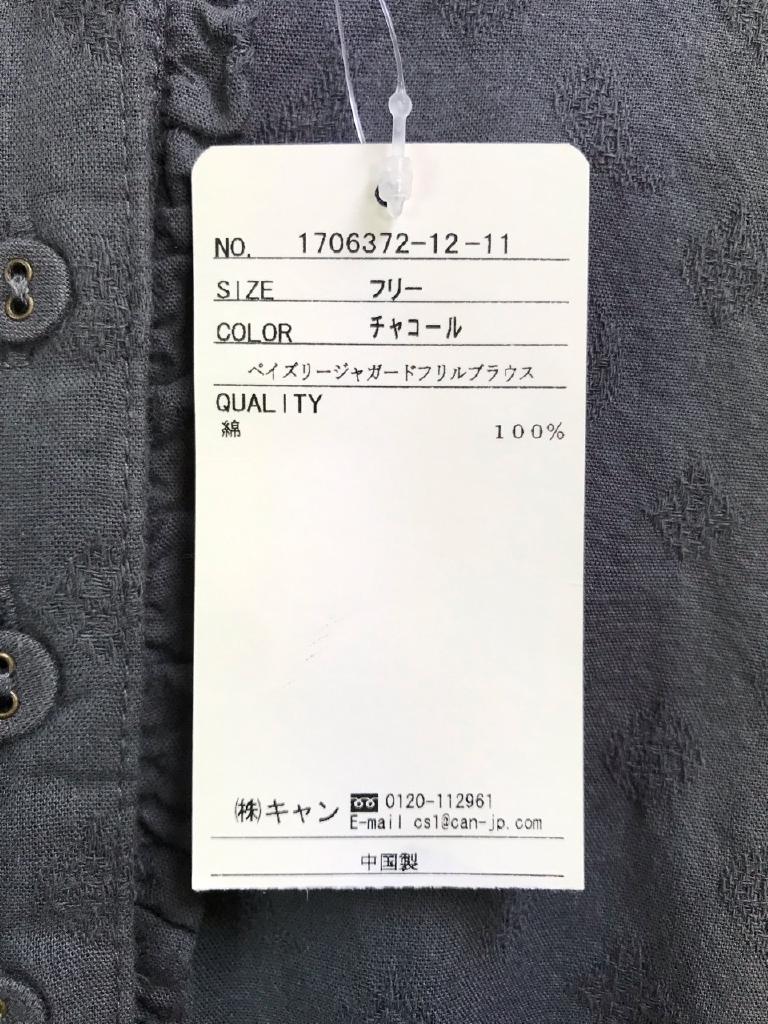 NO. 1706372-12-11
SIZE フリー
COLOR チャコール
ペイズリージャガードフリルブラウス
QUALITY
綿 100%
㈱キャン 0120-112961
E-mail cs1@can-jp.com
中国製